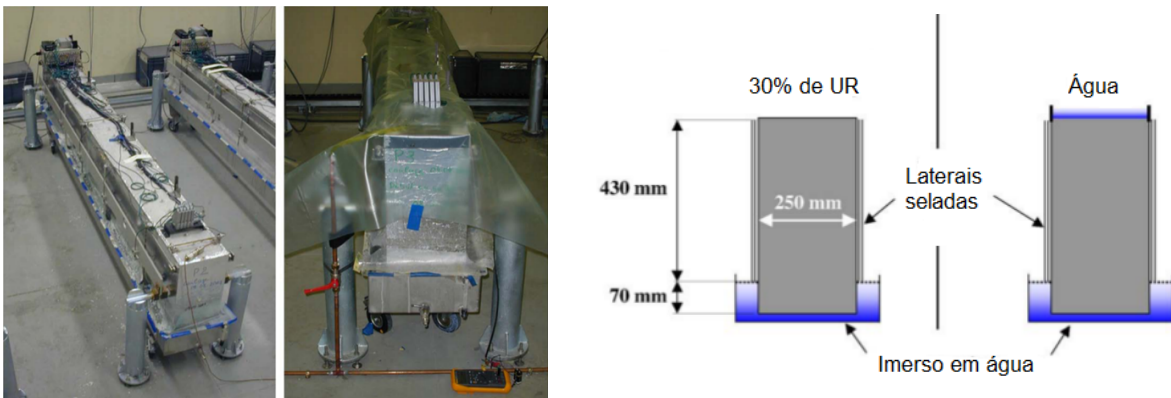 30% de UR
Água
430 mm
250 mm
Laterais
seladas
70 mm
Imerso em água